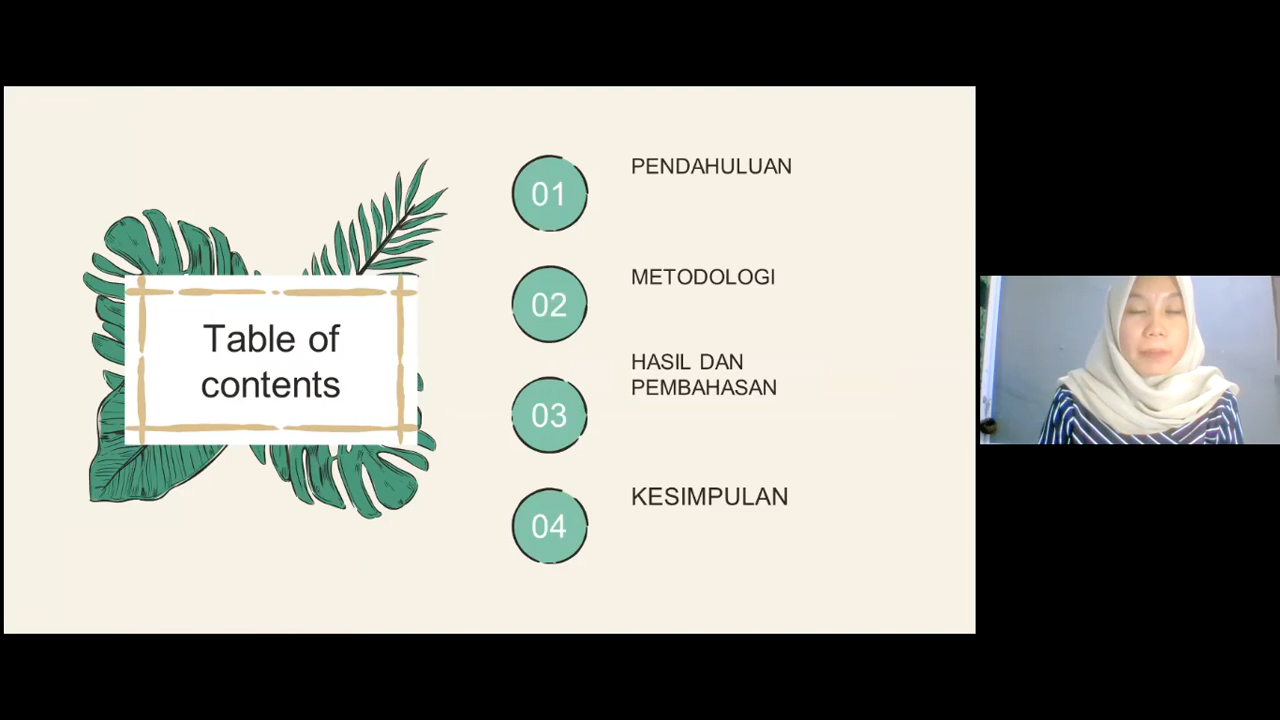 Table of
contents
01
PENDAHULUAN
02
METODOLOGI
03
HASIL DAN
PEMBAHASAN
04
KESIMPULAN